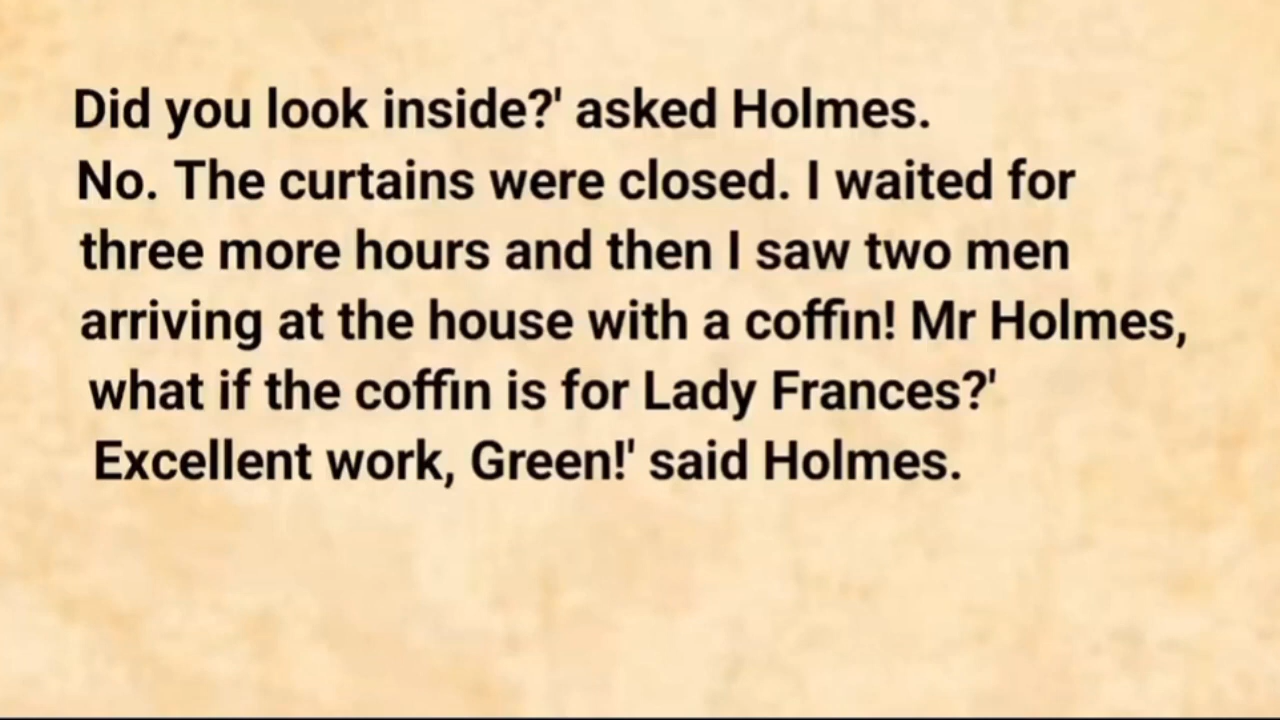 Did you look inside?' asked Holmes.
No. The curtains were closed. I waited for
three more hours and then I saw two men
arriving at the house with a coffin! Mr Holmes,
what if the coffin is for Lady Frances?'
Excellent work, Green!' said Holmes.